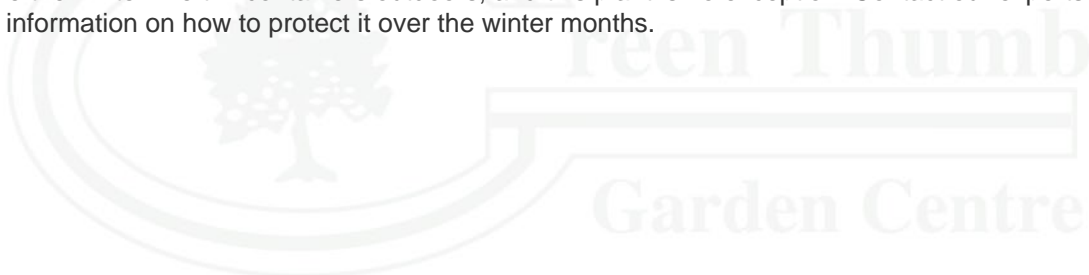 information on how to protect it over the winter months.
reen Thumb
Garden Centre